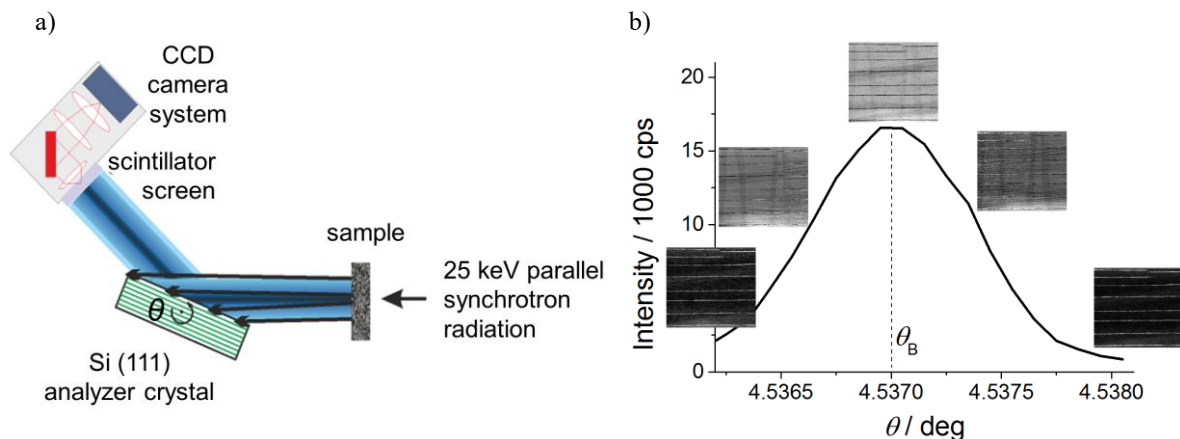 a)
CCD
camera
system
scintillator
screen
sample
25 keV parallel
synchrotron
radiation
θ
Si (111)
analyzer crystal
b)
Intensity / 1000 cps
20
15
10
0
θB
4.5365
4.5370
4.5375
4.5380
θ / deg